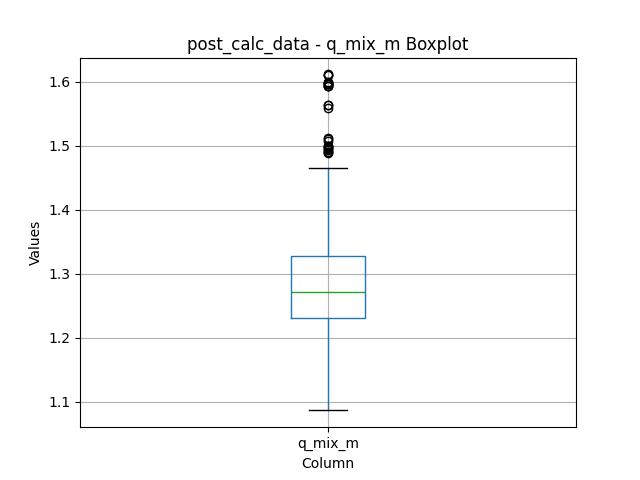 post_calc_data - q_mix_m Boxplot
1.6
1.5
1.4
1.3
1.2
1.1
Values
q_mix_m
Column